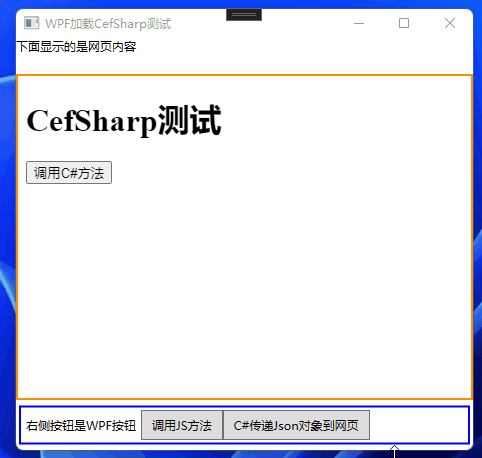 WPF加载CefSharp测试
下面显示的是网页内容
CefSharp测试
调用C#方法
右侧按钮是WPF按钮 调用JS方法 C#传递Json对象到网页